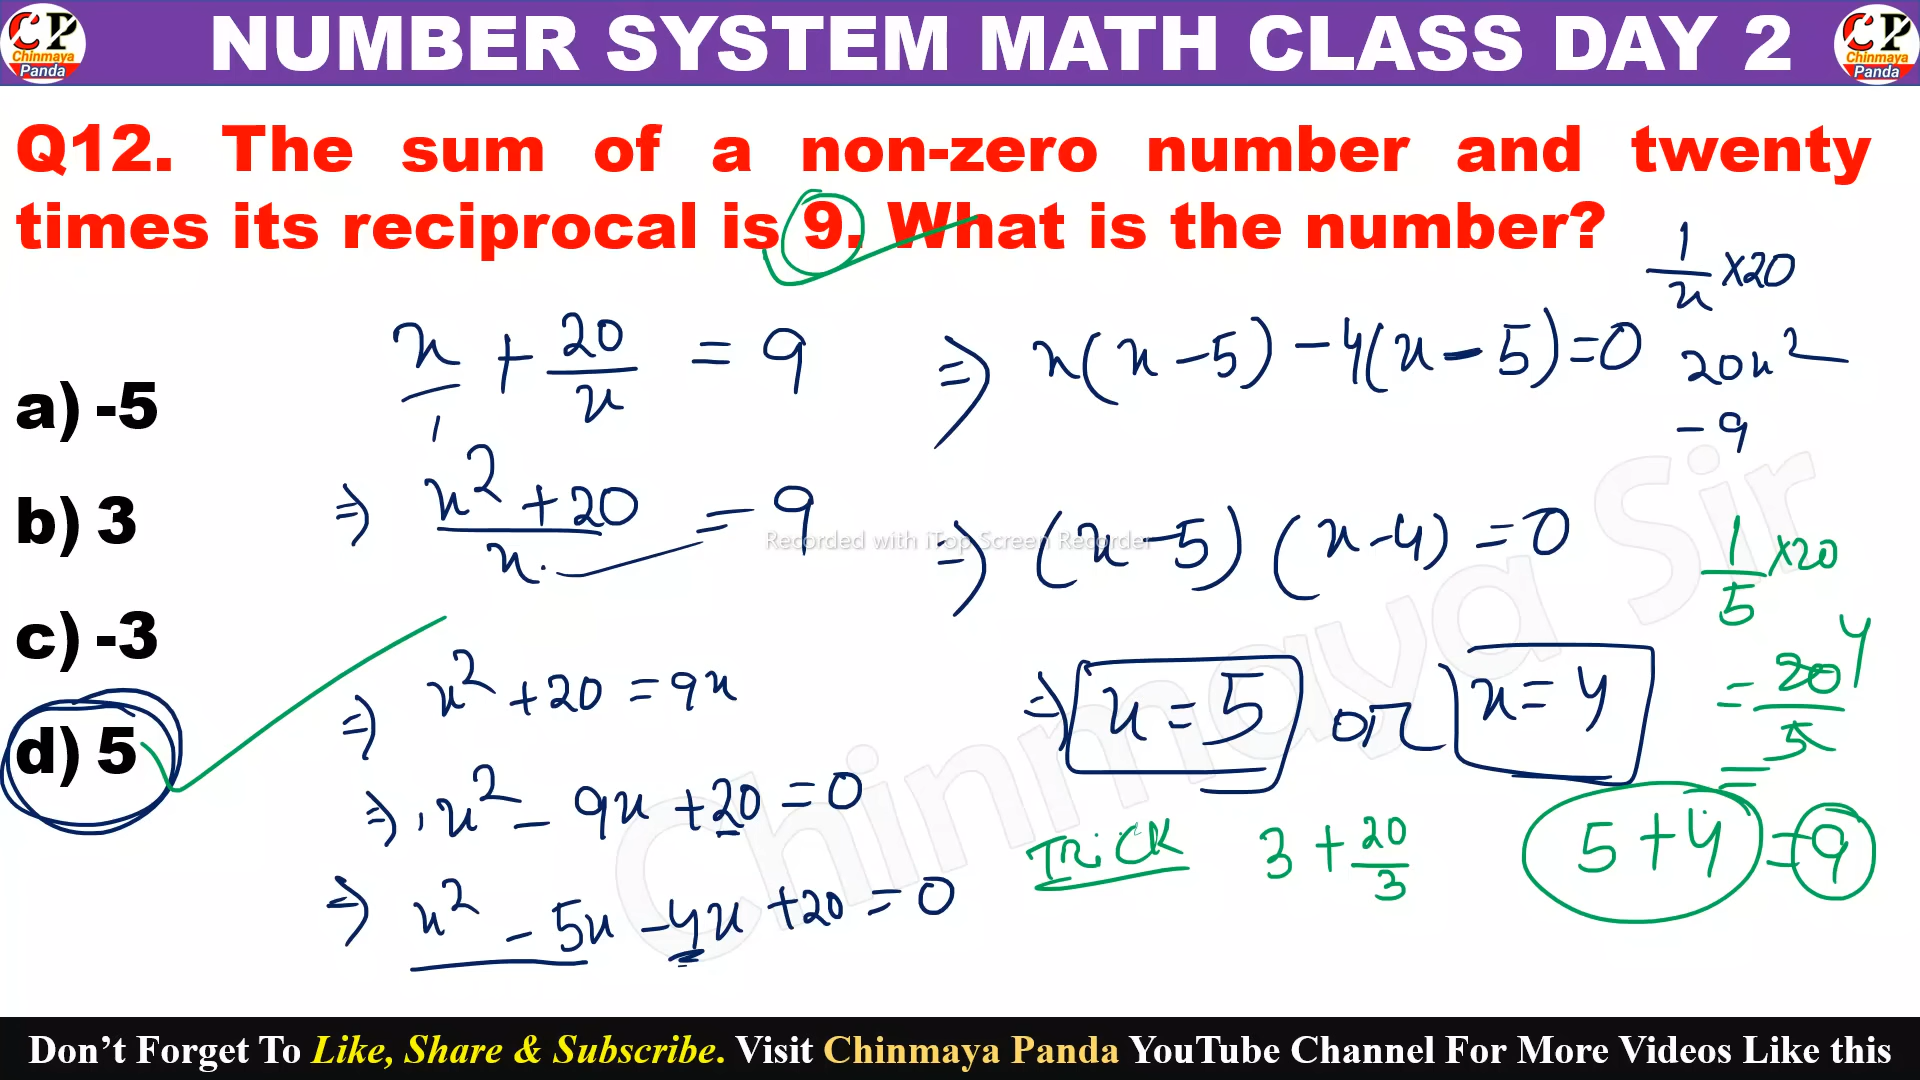 CP Chinmaya Panda
NUMBER SYSTEM MATH CLASS DAY 2
CP Chinmaya Panda
Q12. The sum of a non-zero number and twenty
times its reciprocal is 9. What is the number?
a) -5
b) 3
c) -3
d) 5
x/1 + 20/x = 9
⇒ x² + 20 / x = 9
⇒ x² + 20 = 9x
⇒ x² - 9x + 20 = 0
⇒ x² - 5x - 4x + 20 = 0
⇒ x(x - 5) - 4(x - 5) = 0
⇒ (x - 5) (x - 4) = 0
⇒ x = 5 or x = 4
1/x × 20
20x²
- 9
1/5 × 20
= 20/5 4
=
TRiCK 3 + 20/3
5 + 4 = 9
Recorded with iTop Screen Recorder
Chinmaya Sir
Don't Forget To Like, Share & Subscribe. Visit Chinmaya Panda YouTube Channel For More Videos Like this